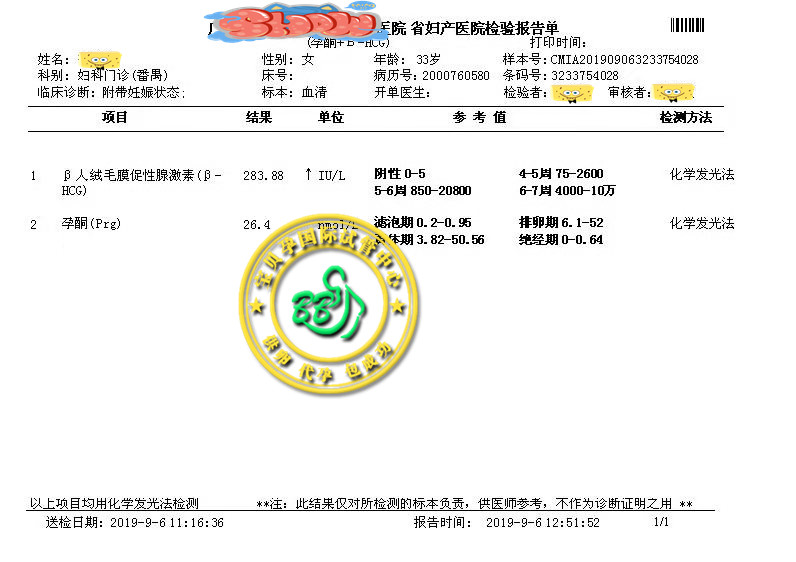 SHOW
医院 省妇产医院检验报告单
(孕酮+β-HCG)
打印时间:
姓名: 性别: 女 年龄: 33岁 样本号:CMIA201909063233754028
科别: 妇科门诊(番禺) 床号: 病历号:2000760580 条码号:3233754028
临床诊断:附带妊娠状态; 标本: 血清 开单医生: 检验者: 审核者:
项目 结果 单位 参 考 值 检测方法
1 β人绒毛膜促性腺激素(β- 283.88 ↑ IU/L 阴性 0-5 4-5周 75-2600 化学发光法
HCG) 5-6周 850-20800 6-7周 4000-10万
2 孕酮(Prg) 26.4 nmol/L 滤泡期 0.2-0.95 排卵期 6.1-52 化学发光法
体期 3.82-50.56 绝经期 0-0.64
宝贝孕国际试管中心
供卵 代孕 包成功
以上项目均用化学发光法检测 **注: 此结果仅对所检测的标本负责, 供医师参考, 不作为诊断证明之用 **
送检日期: 2019-9-6 11:16:36 报告时间: 2019-9-6 12:51:52 1/1